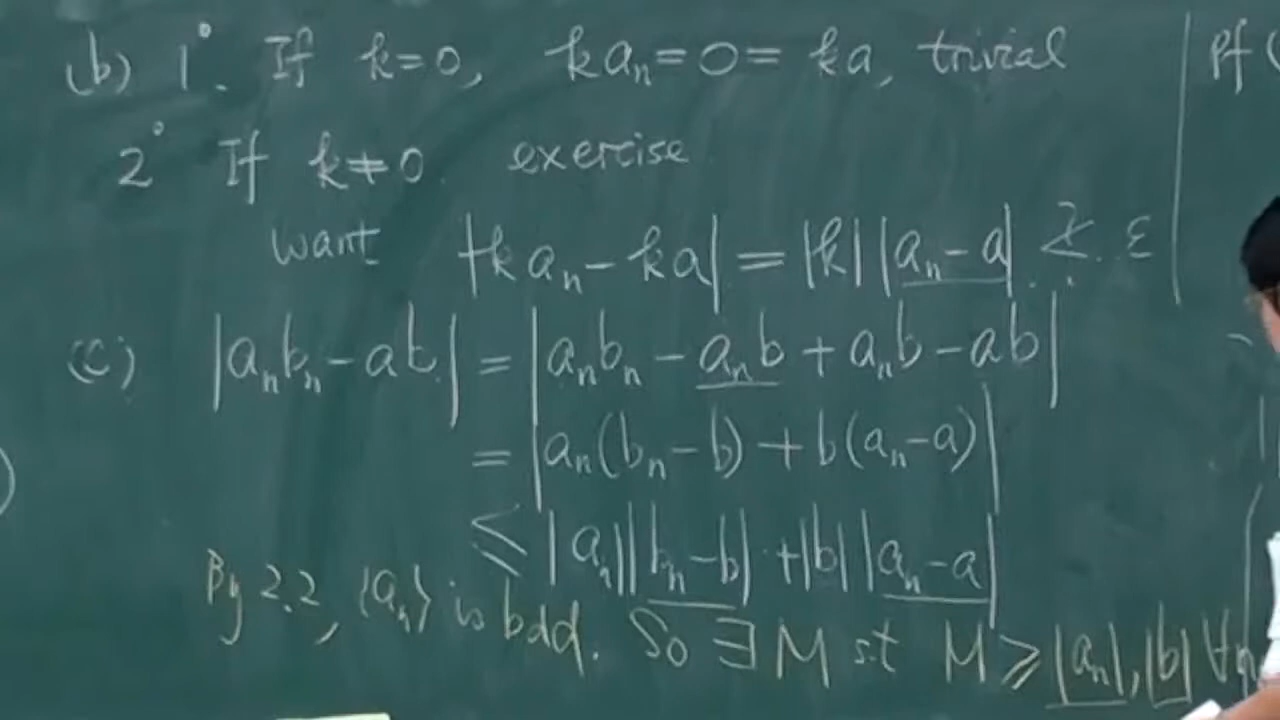 (b) 1°. If k=0, ka_n=0=ka, trivial
2° If k≠0. exercise
want |ka_n-ka|=|k||a_n-a| < ε
(c) |a_nb_n-ab|=|a_nb_n-a_nb+a_nb-ab|
=|a_n(b_n-b)+b(a_n-a)|
≤|a_n||b_n-b|+|b||a_n-a|
By 2.2, ⟨a_n⟩ is bdd. So ∃M s.t M≥|a_n|,|b| ∀n
Pf (